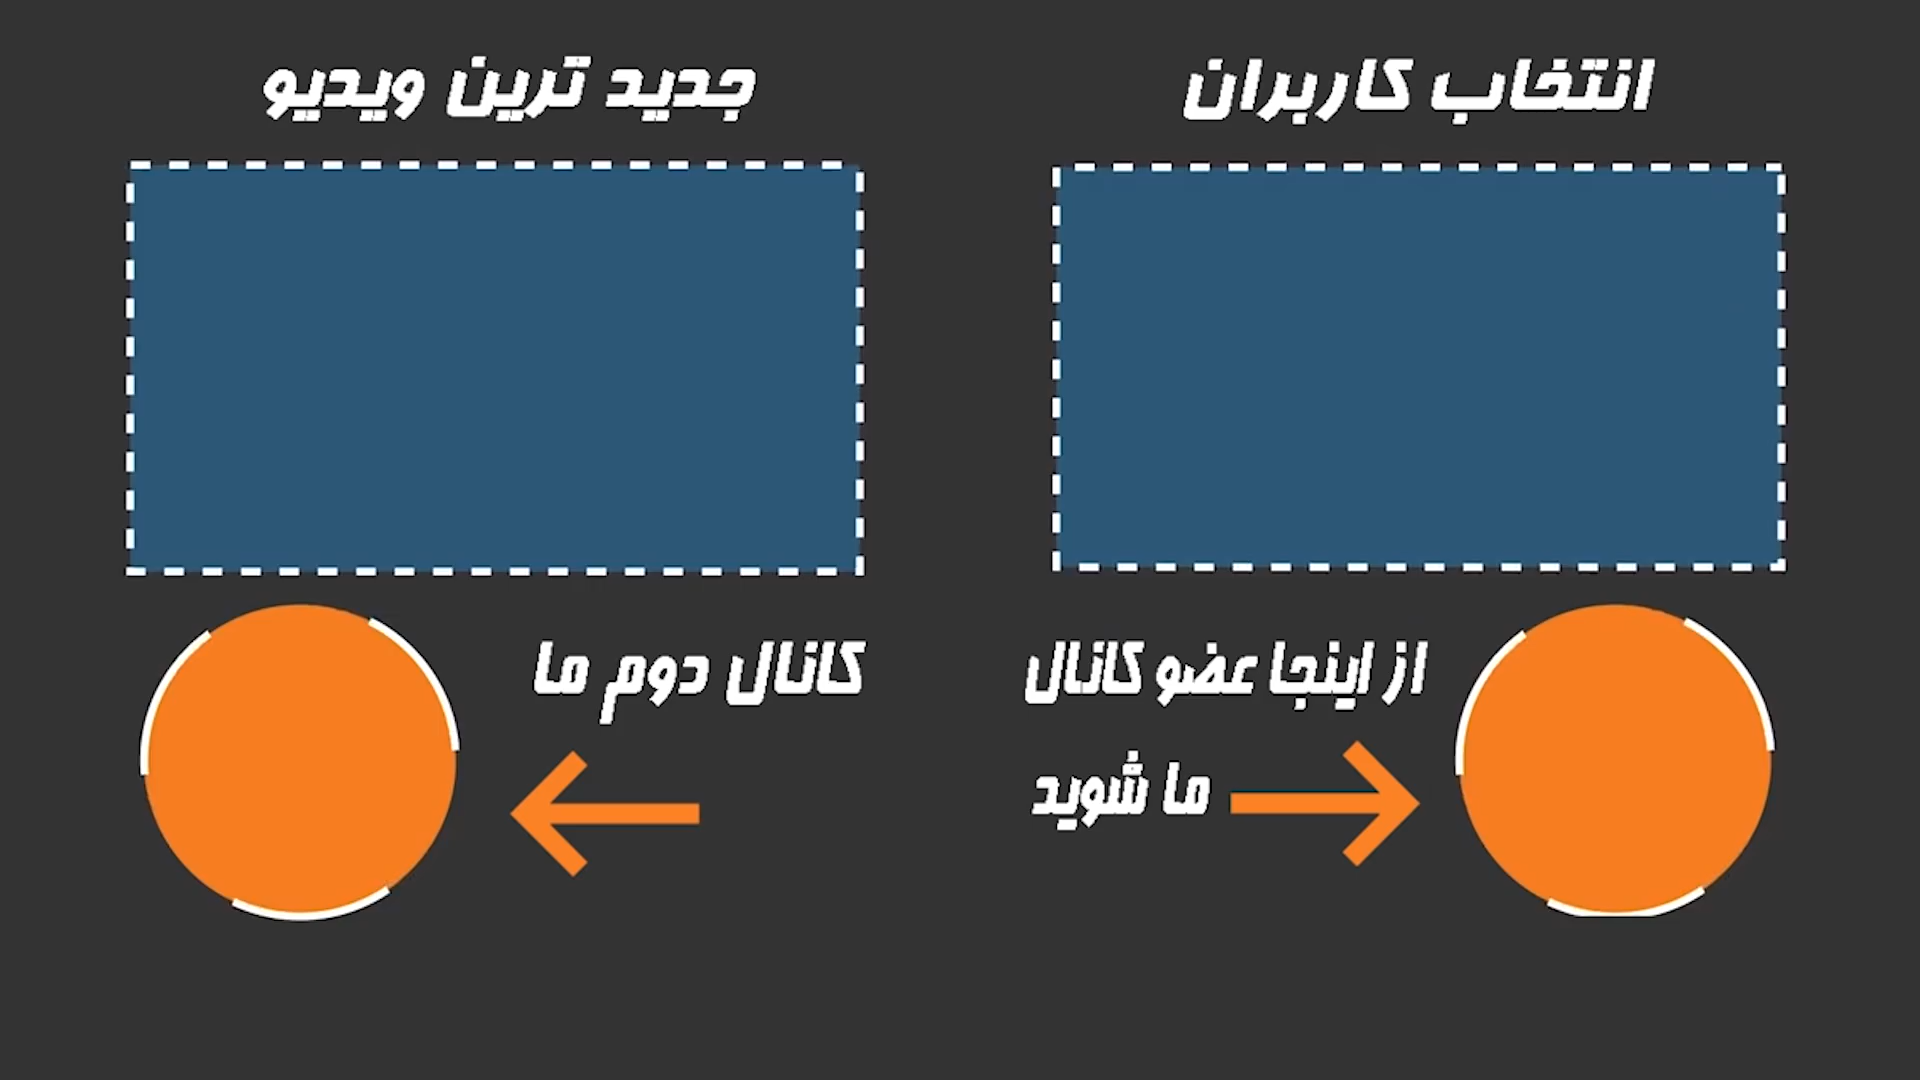 انتخاب کاربران
جدید ترین ویدیو
از اینجا عضو کانال
ما شوید
کانال دوم ما